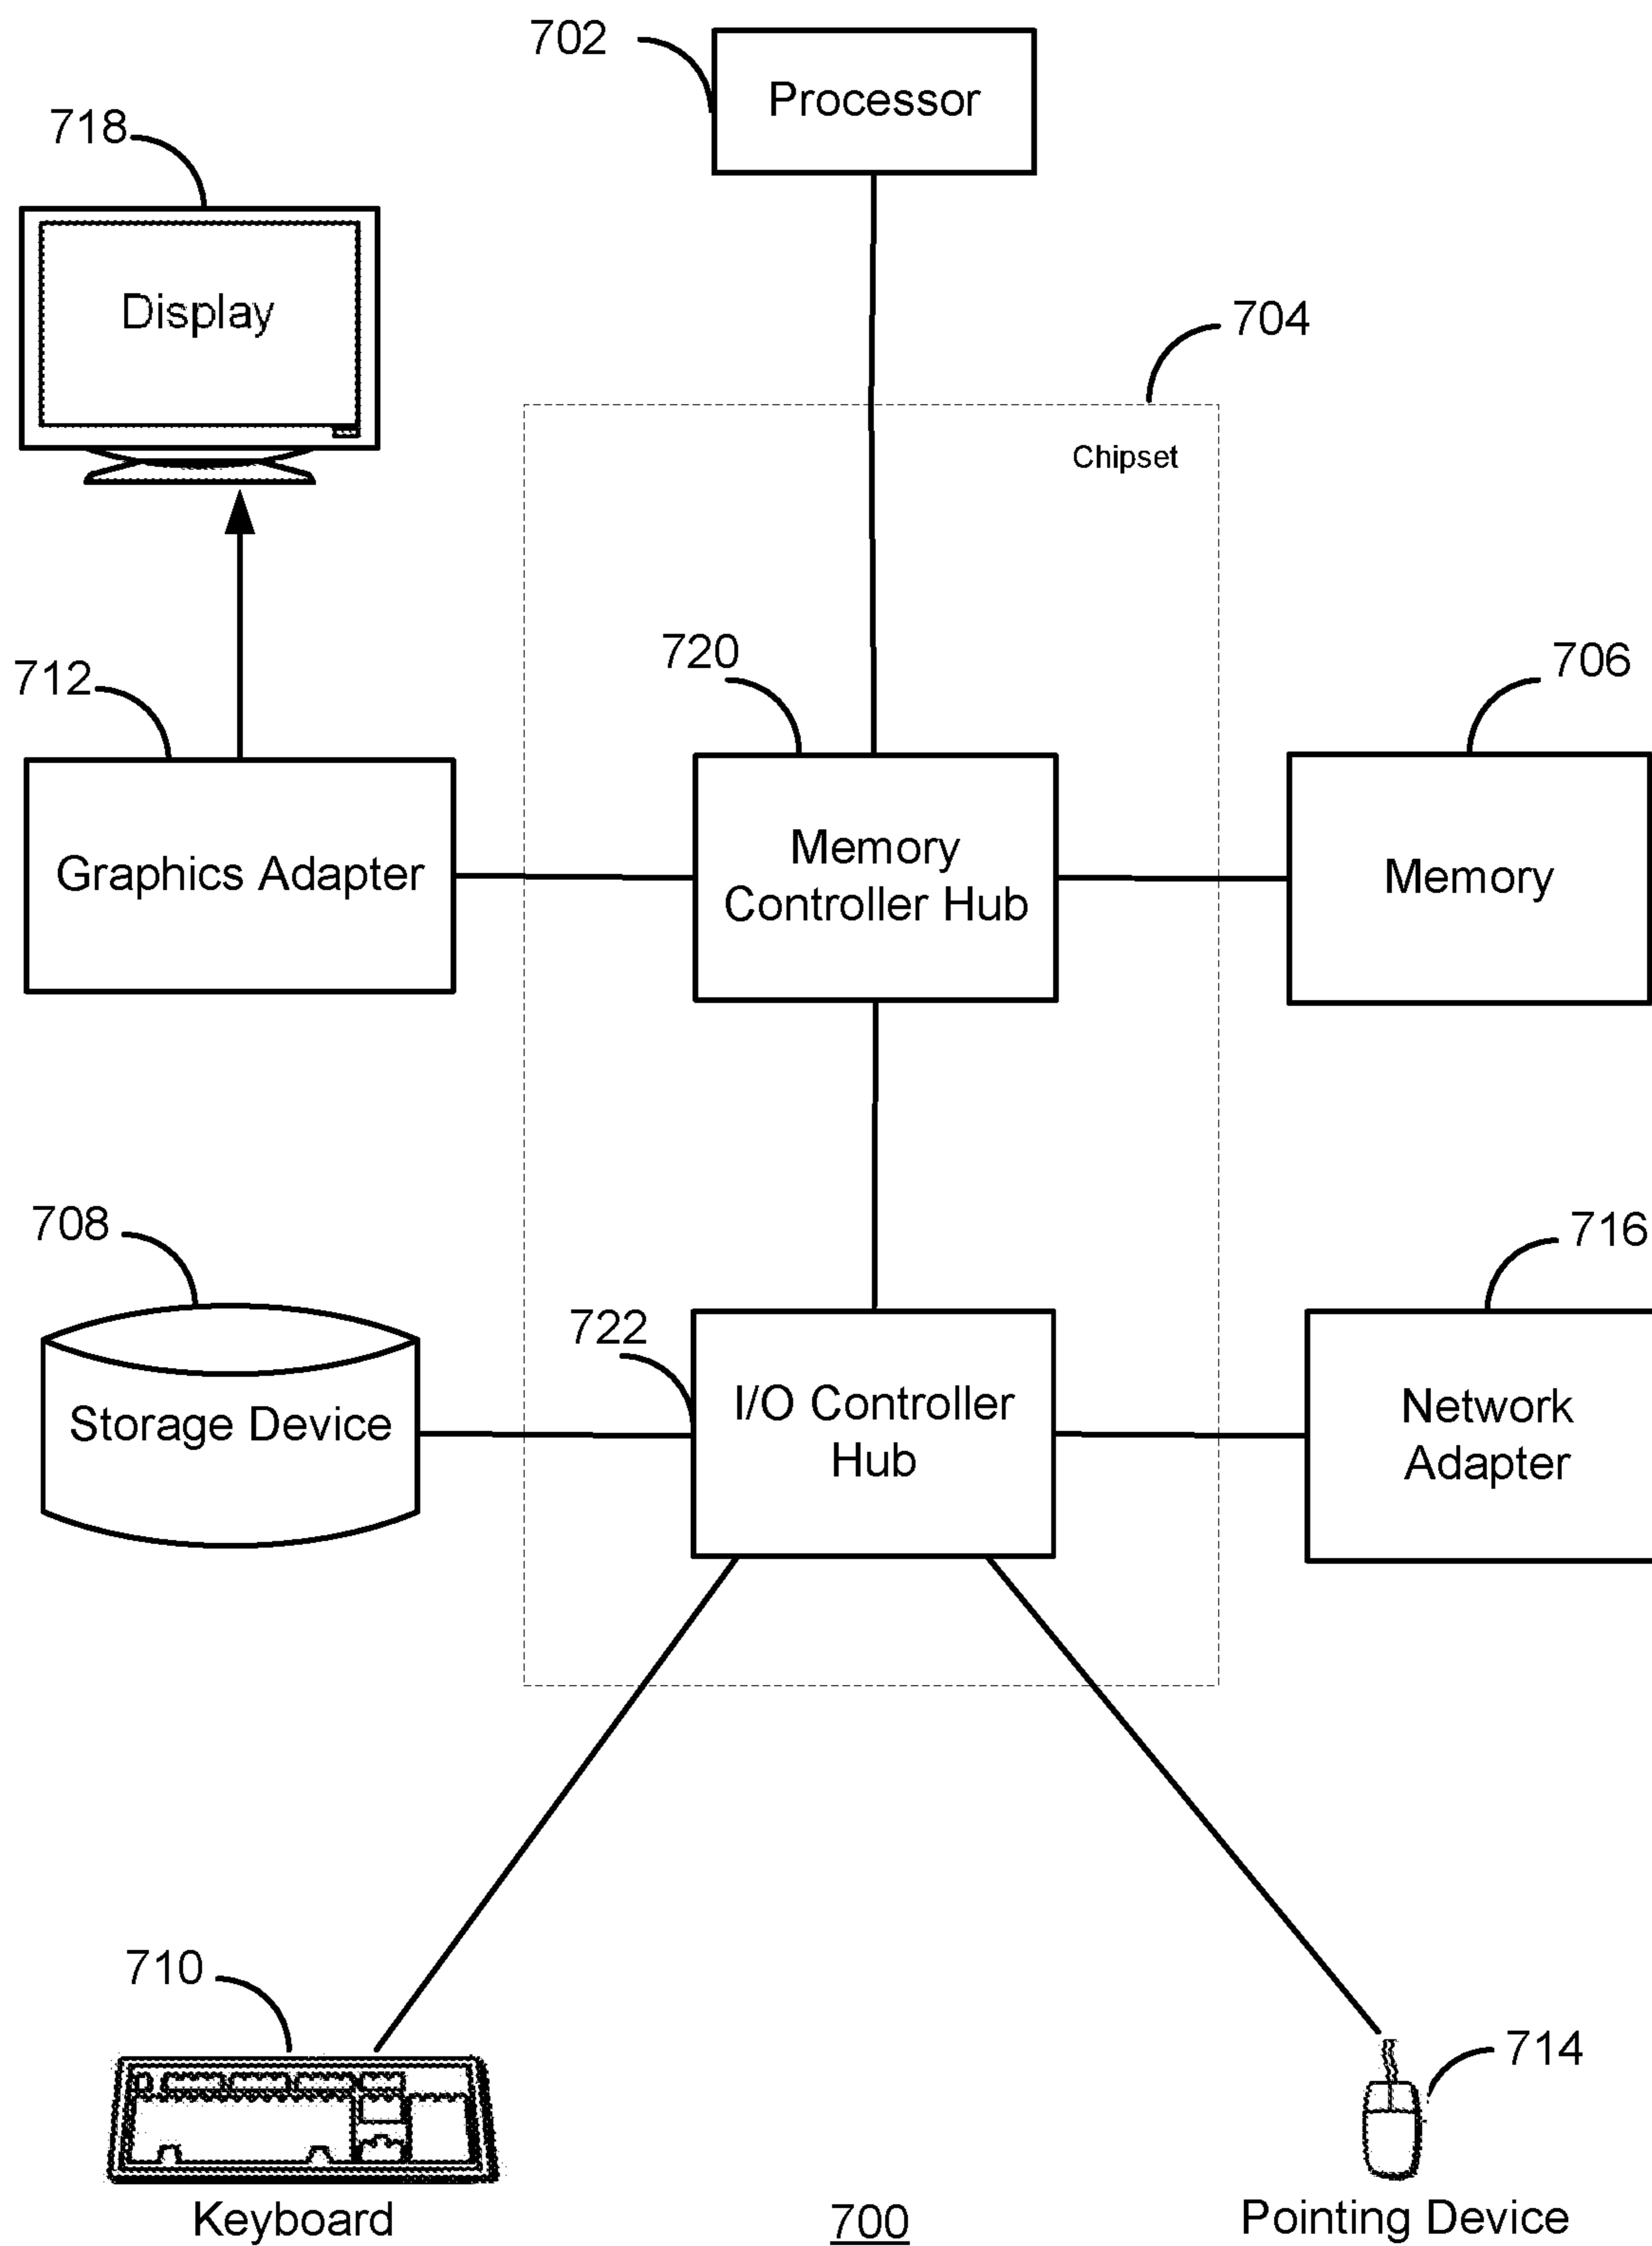 702
Processor
718
Display
704
Chipset
720
706
712
Memory
Controller Hub
Graphics Adapter
Memory
708
716
722
I/O Controller
Hub
Storage Device
Network
Adapter
710
714
Keyboard
700
Pointing Device